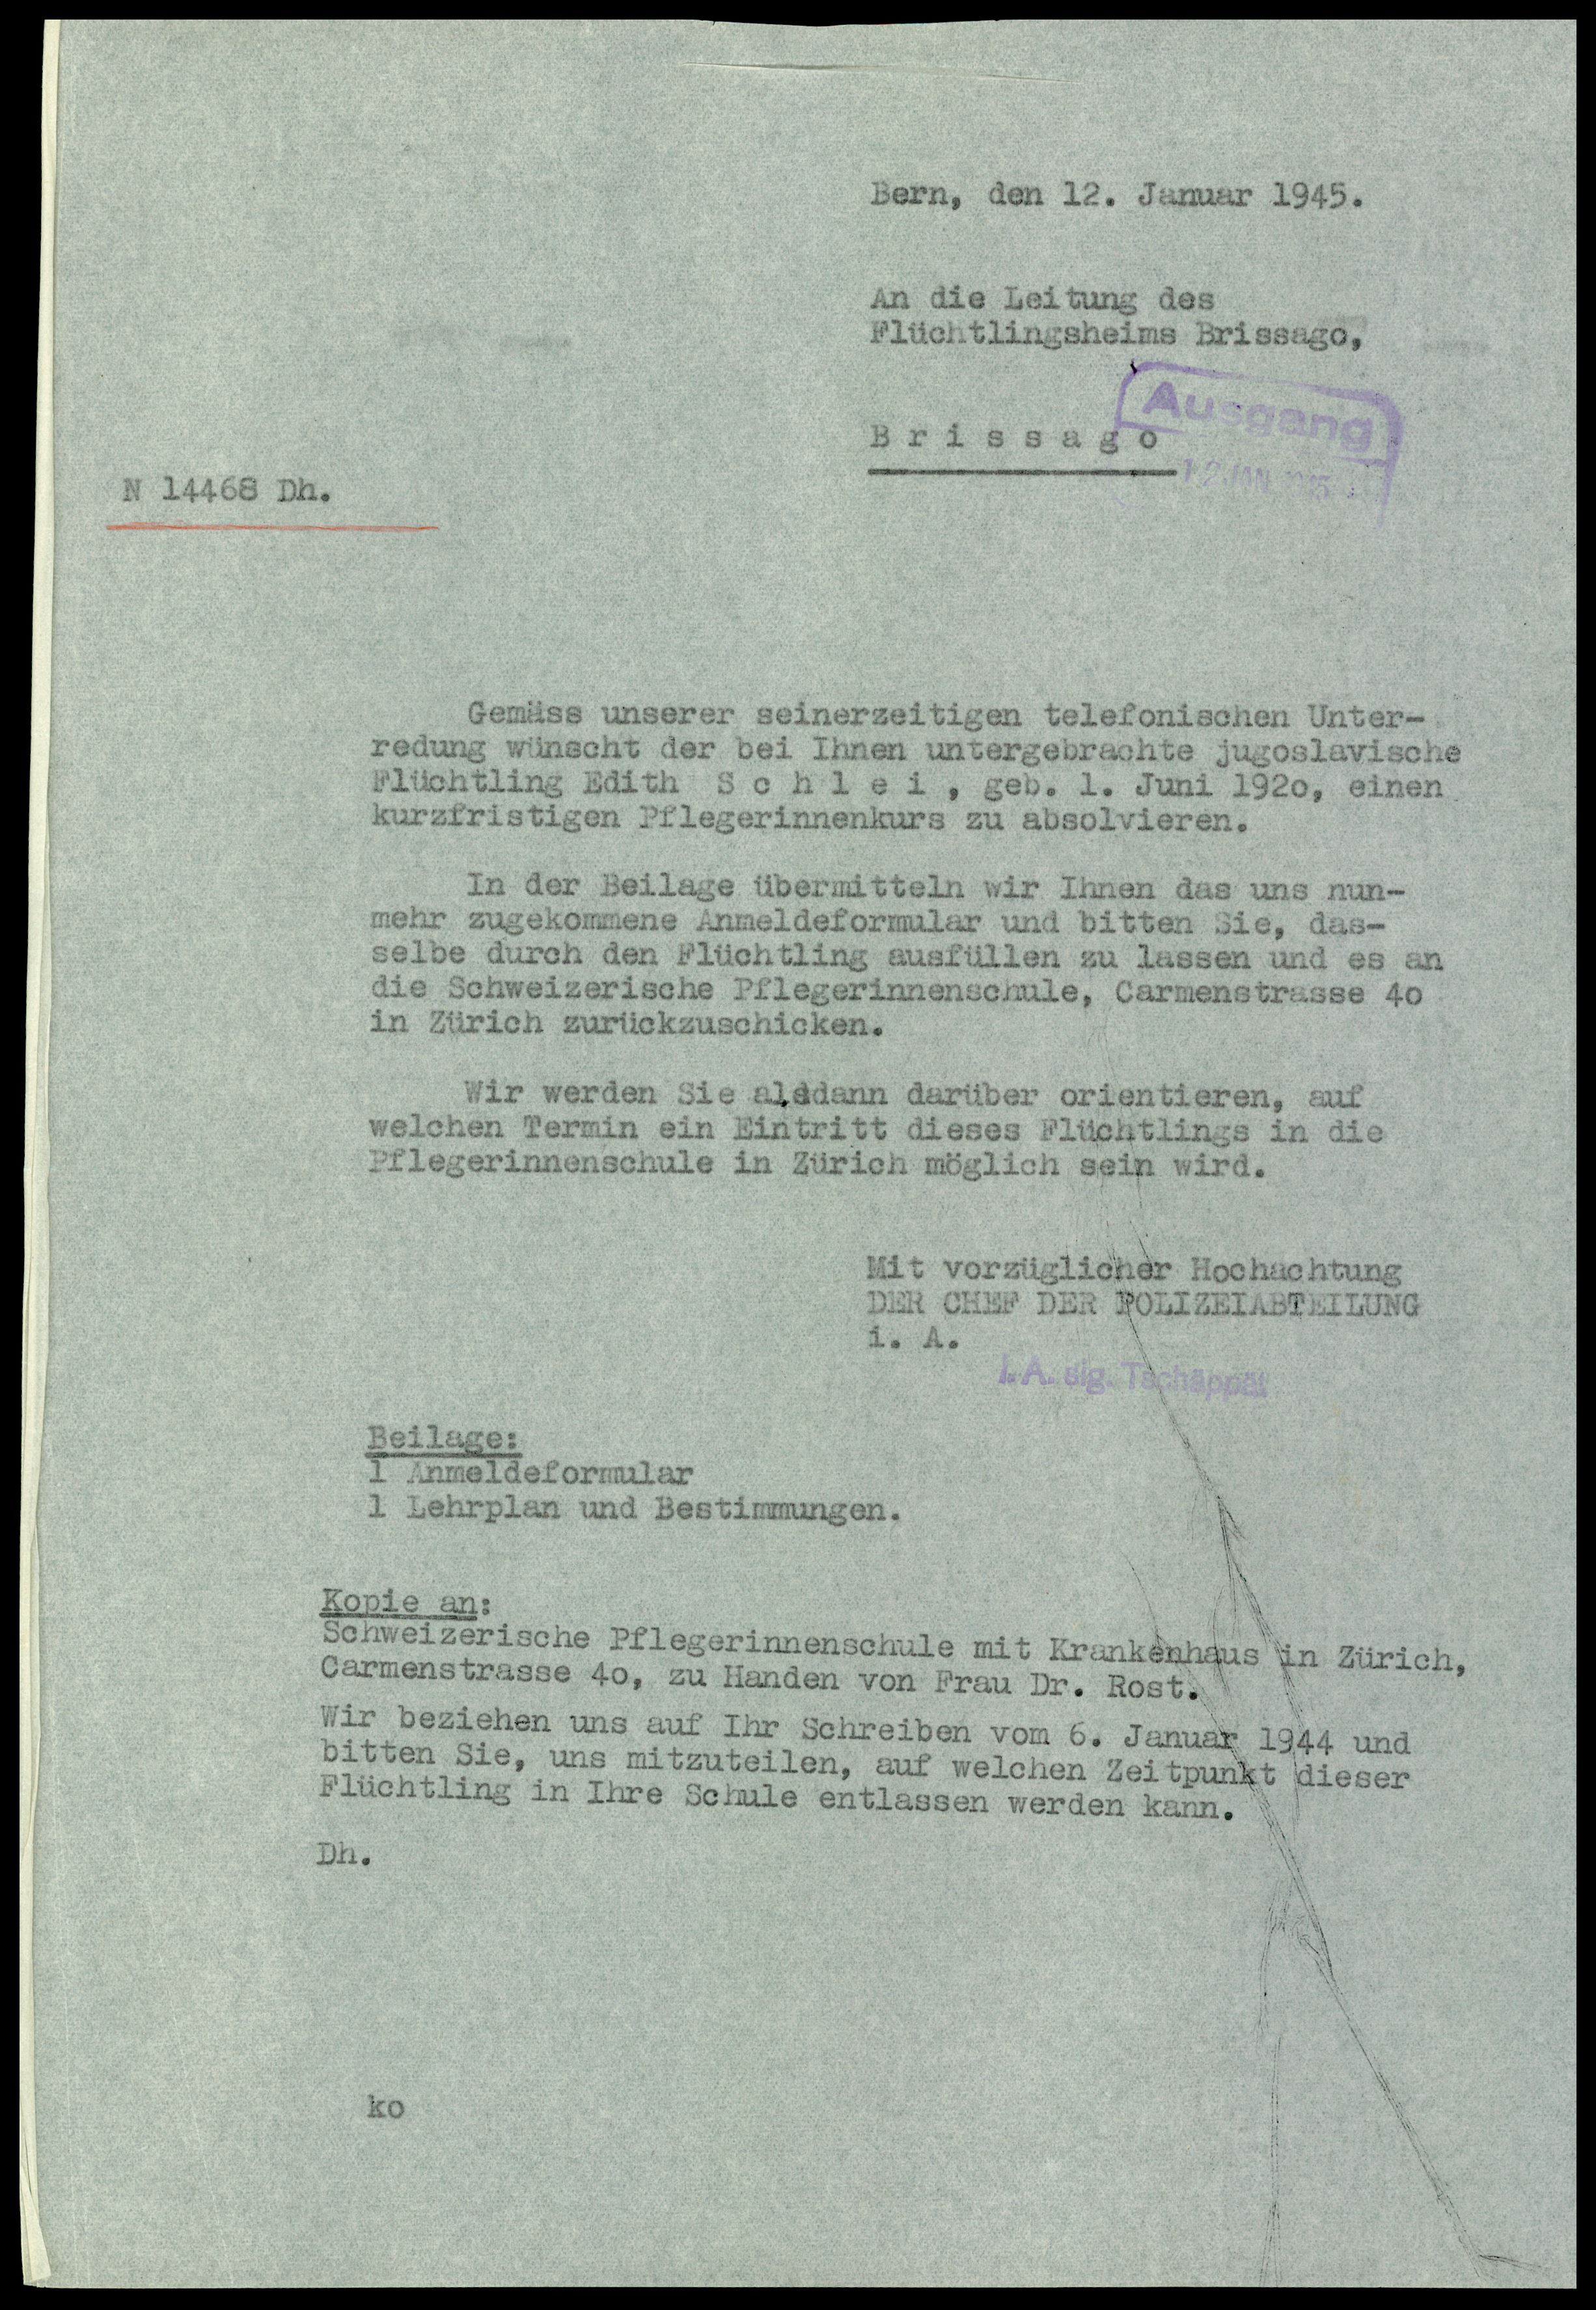 Bern, den 12. Januar 1945.
An die Leitung des
Flüchtlingsheims Brissago,
Ausgang
12. JAN. 1945
B r i s s a g o
N 14468 Dh.
Gemäss unserer seinerzeitigen telefonischen Unter-
redung wünscht der bei Ihnen untergebrachte jugoslavische
Flüchtling Edith S c h l e i , geb. 1. Juni 192o, einen
kurzfristigen Pflegerinnenkurs zu absolvieren.
In der Beilage übermitteln wir Ihnen das uns nun-
mehr zugekommene Anmeldeformular und bitten Sie, das-
selbe durch den Flüchtling ausfüllen zu lassen und es an
die Schweizerische Pflegerinnenschule, Carmenstrasse 4o
in Zürich zurückzuschicken.
Wir werden Sie alsdann darüber orientieren, auf
welchen Termin ein Eintritt dieses Flüchtlings in die
Pflegerinnenschule in Zürich möglich sein wird.
Mit vorzüglicher Hochachtung
DER CHEF DER POLIZEIABTEILUNG
i. A.
i. A. sig. Tschäppät
Beilage:
1 Anmeldeformular
1 Lehrplan und Bestimmungen.
Kopie an:
Schweizerische Pflegerinnenschule mit Krankenhaus in Zürich,
Carmenstrasse 4o, zu Handen von Frau Dr. Rost.
Wir beziehen uns auf Ihr Schreiben vom 6. Januar 1944 und
bitten Sie, uns mitzuteilen, auf welchen Zeitpunkt dieser
Flüchtling in Ihre Schule entlassen werden kann.
Dh.
ko